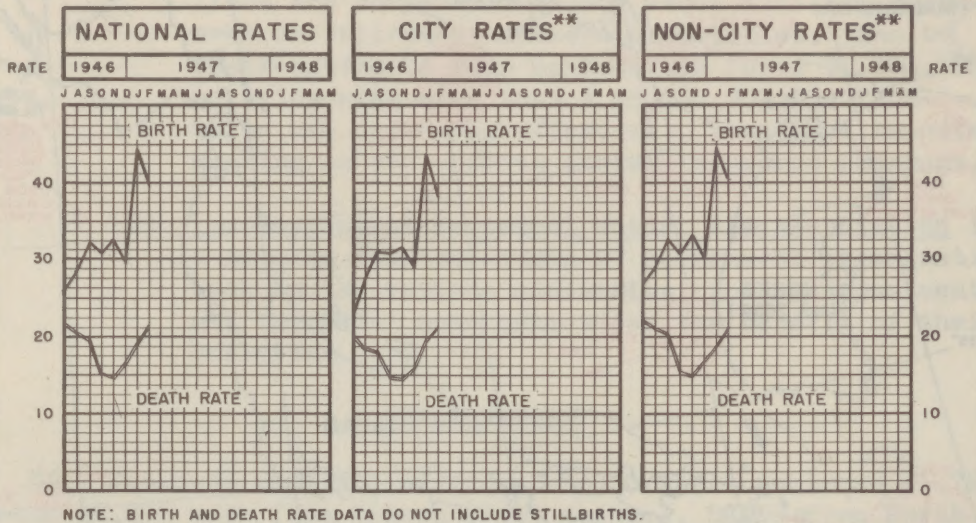 NATIONAL RATES CITY RATES** NON-CITY RATES**
RATE 1946 1947 1948 1946 1947 1948 1946 1947 1948 RATE
J A S O N D J F M A M J J A S O N D J F M A M J A S O N D J F M A M J J A S O N D J F M A M J A S O N D J F M A M J J A S O N D J F M A M
BIRTH RATE BIRTH RATE BIRTH RATE
40 40
30 30
20 20
DEATH RATE DEATH RATE DEATH RATE
10 10
0 0
NOTE: BIRTH AND DEATH RATE DATA DO NOT INCLUDE STILLBIRTHS.